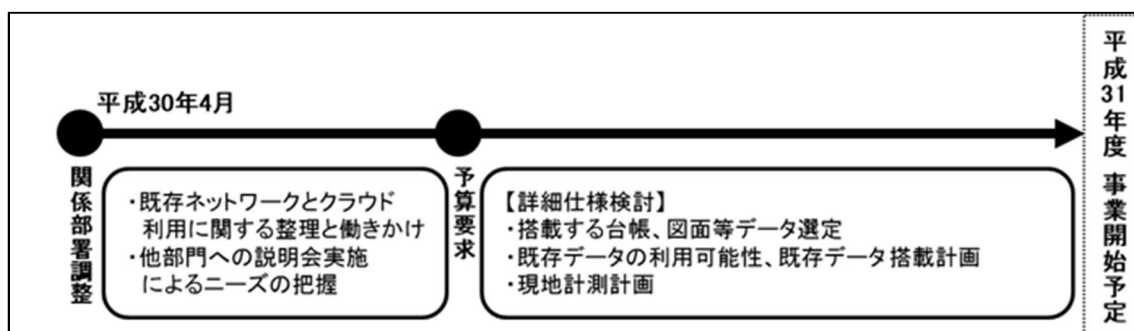 平成30年4月
関係部署調整
・既存ネットワークとクラウド
利用に関する整理と働きかけ
・他部門への説明会実施
によるニーズの把握
予算要求
【詳細仕様検討】
・搭載する台帳、図面等データ選定
・既存データの利用可能性、既存データ搭載計画
・現地計測計画
平成31年度 事業開始予定